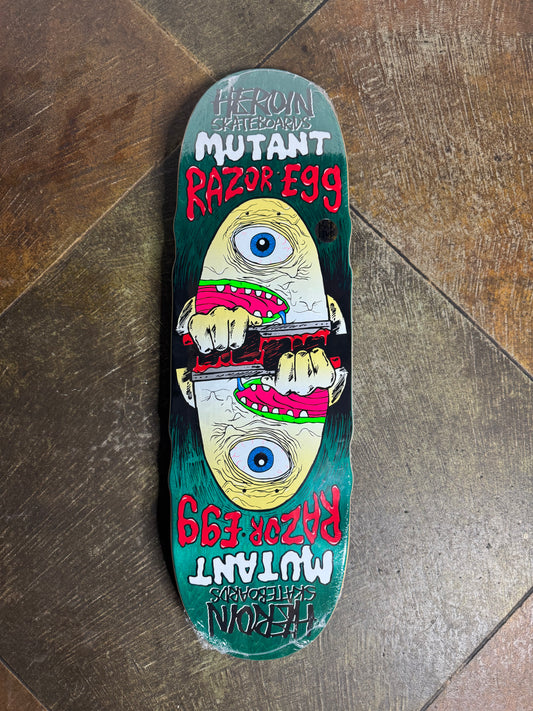 HEROIN
SKATEBOARDS
MUTANT
RAZOR EGG
RAZOR·EGG
MUTANT
HEROIN
SKATEBOARDS